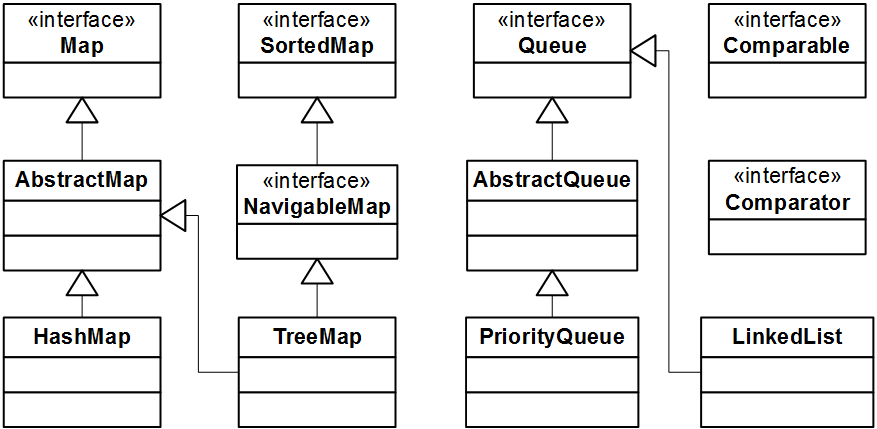 «interface»
Map
«interface»
SortedMap
«interface»
Queue
«interface»
Comparable
AbstractMap
«interface»
NavigableMap
AbstractQueue
«interface»
Comparator
HashMap
TreeMap
PriorityQueue
LinkedList